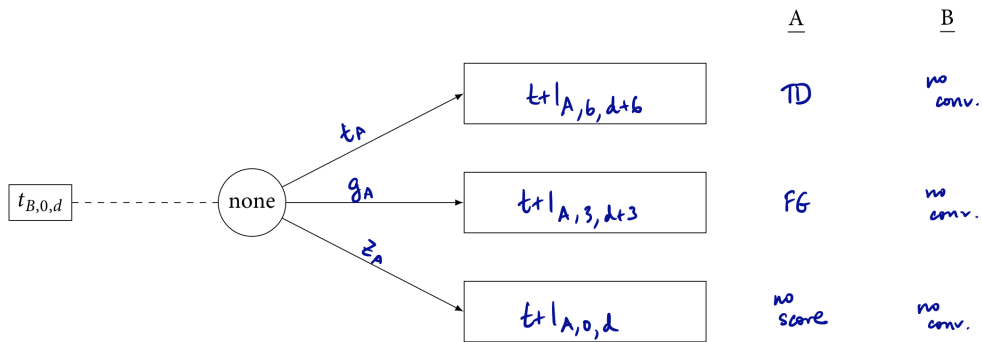 A B
t+1_{A,6,d+6} TD no conv.
t_A
t_{B,0,d} none g_A t+1_{A,3,d+3} FG no conv.
z_A
t+1_{A,0,d} no score no conv.